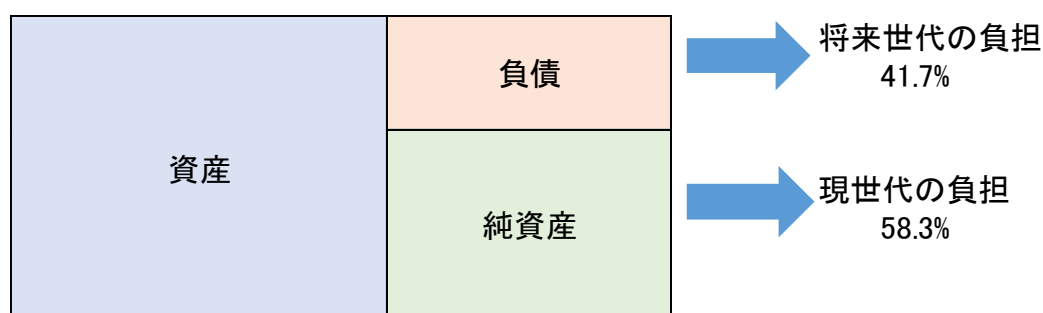 資産
負債
将来世代の負担
41.7%
純資産
現世代の負担
58.3%